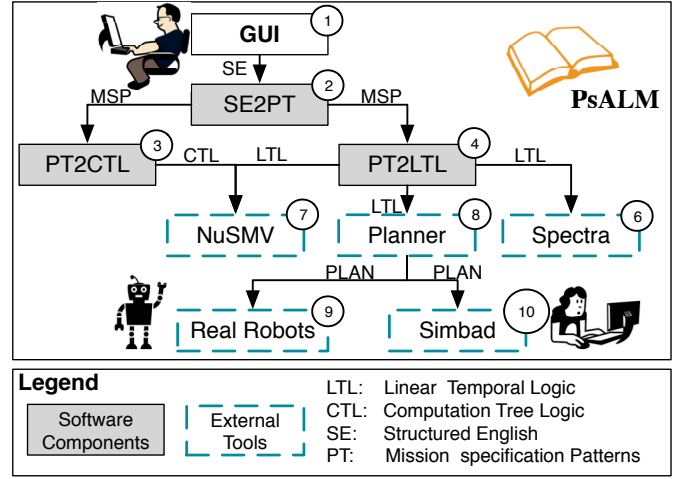 GUI
1
PsALM
SE
SE2PT
2
MSP
MSP
PT2CTL
3
CTL
LTL
PT2LTL
4
LTL
LTL
NuSMV
7
Planner
8
Spectra
6
PLAN
PLAN
Real Robots
9
Simbad
10
Legend
Software
Components
External
Tools
LTL: Linear Temporal Logic
CTL: Computation Tree Logic
SE: Structured English
PT: Mission specification Patterns